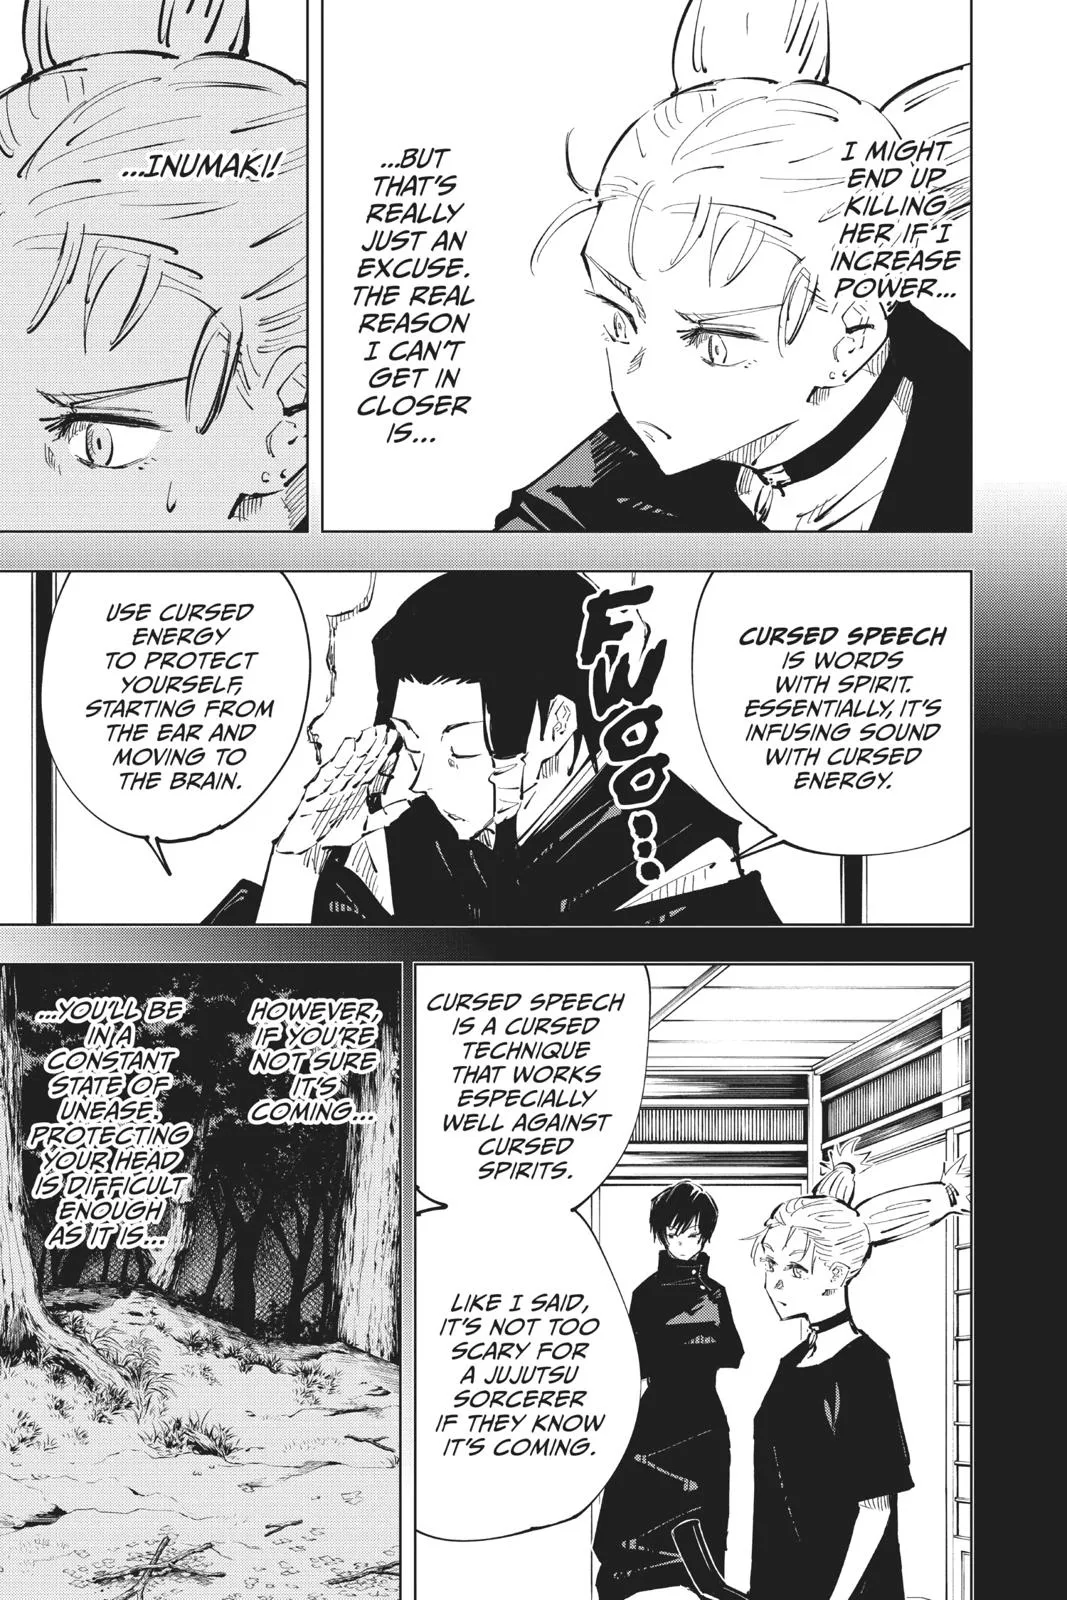 I MIGHT
END UP
KILLING
HER IF I
INCREASE
POWER...
...BUT
THAT'S
REALLY
JUST AN
EXCUSE.
THE REAL
REASON
I CAN'T
GET IN
CLOSER
IS...
...INUMAKI!
CURSED SPEECH
IS WORDS
WITH SPIRIT.
ESSENTIALLY, IT'S
INFUSING SOUND
WITH CURSED
ENERGY.
FWOO...
USE CURSED
ENERGY
TO PROTECT
YOURSELF,
STARTING FROM
THE EAR AND
MOVING TO
THE BRAIN.
CURSED SPEECH
IS A CURSED
TECHNIQUE
THAT WORKS
ESPECIALLY
WELL AGAINST
CURSED
SPIRITS.
LIKE I SAID,
IT'S NOT TOO
SCARY FOR
A JUJUTSU
SORCERER
IF THEY KNOW
IT'S COMING.
HOWEVER,
IF YOU'RE
NOT SURE
IT'S
COMING...
...YOU'LL BE
IN A
CONSTANT
STATE OF
UNEASE.
PROTECTING
YOUR HEAD
IS DIFFICULT
ENOUGH
AS IT IS...